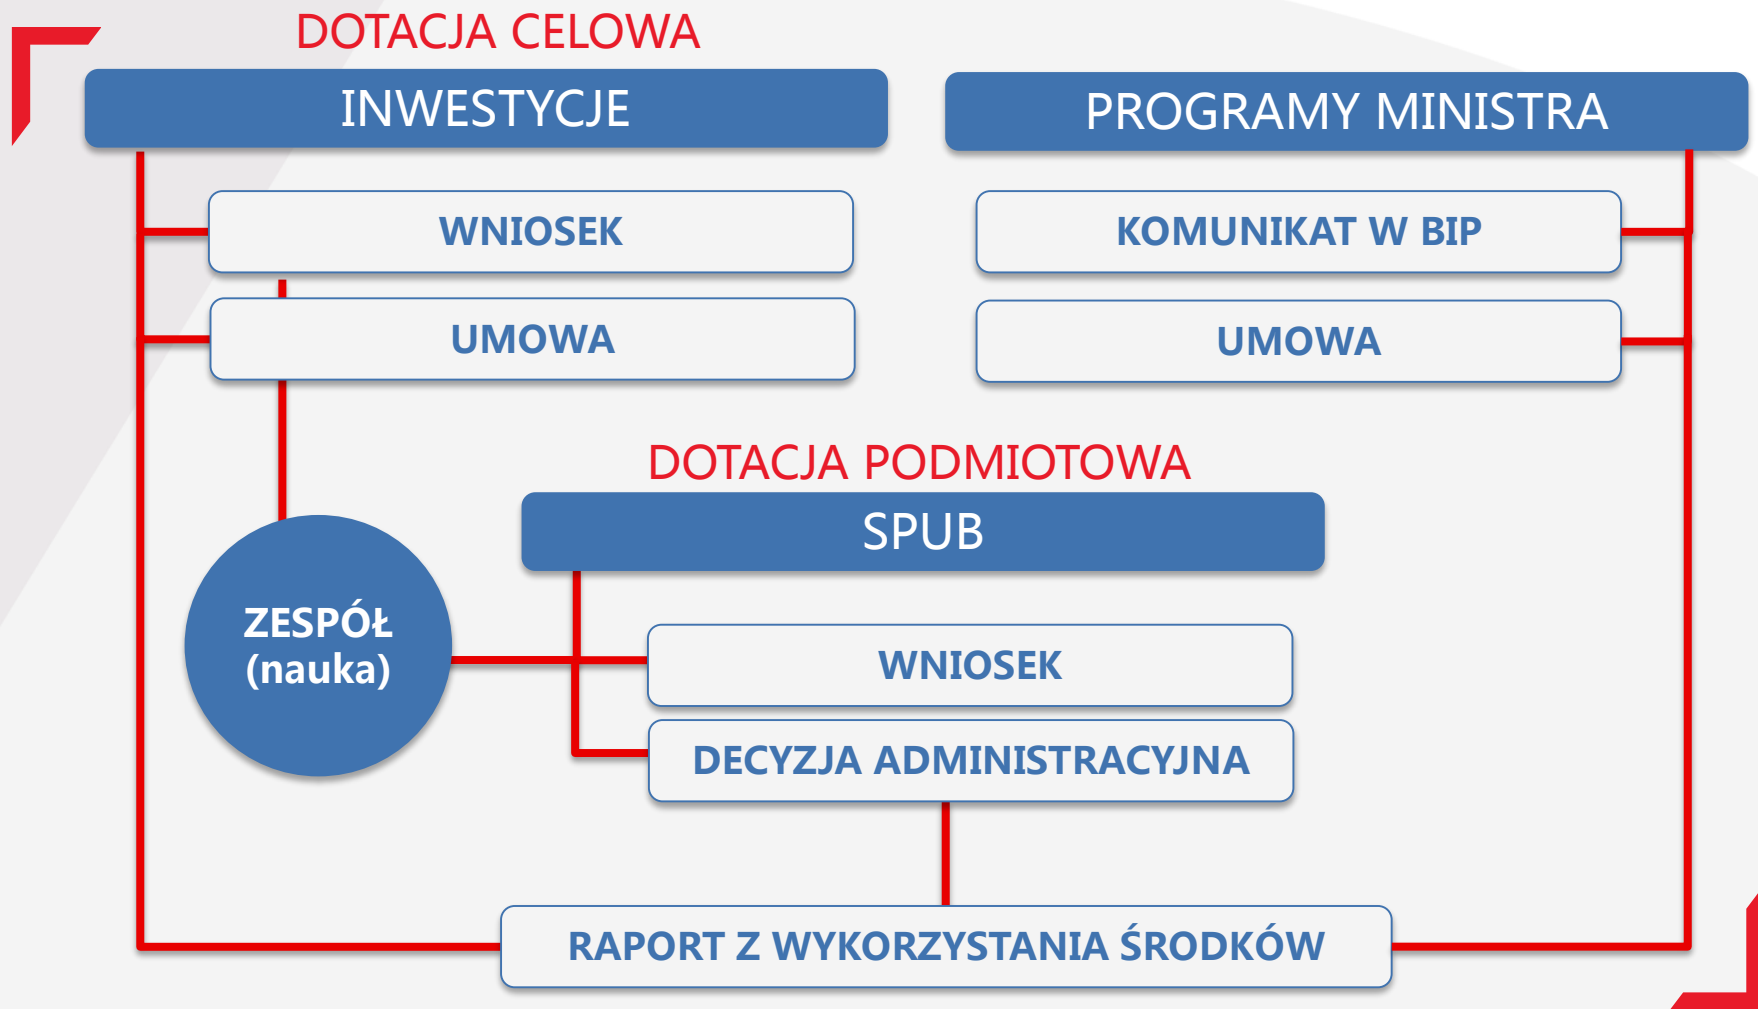 DOTACJA CELOWA
INWESTYCJE
WNIOSEK
UMOWA
PROGRAMY MINISTRA
KOMUNIKAT W BIP
UMOWA
DOTACJA PODMIOTOWA
SPUB
ZESPÓŁ
(nauka)
WNIOSEK
DECYZJA ADMINISTRACYJNA
RAPORT Z WYKORZYSTANIA ŚRODKÓW